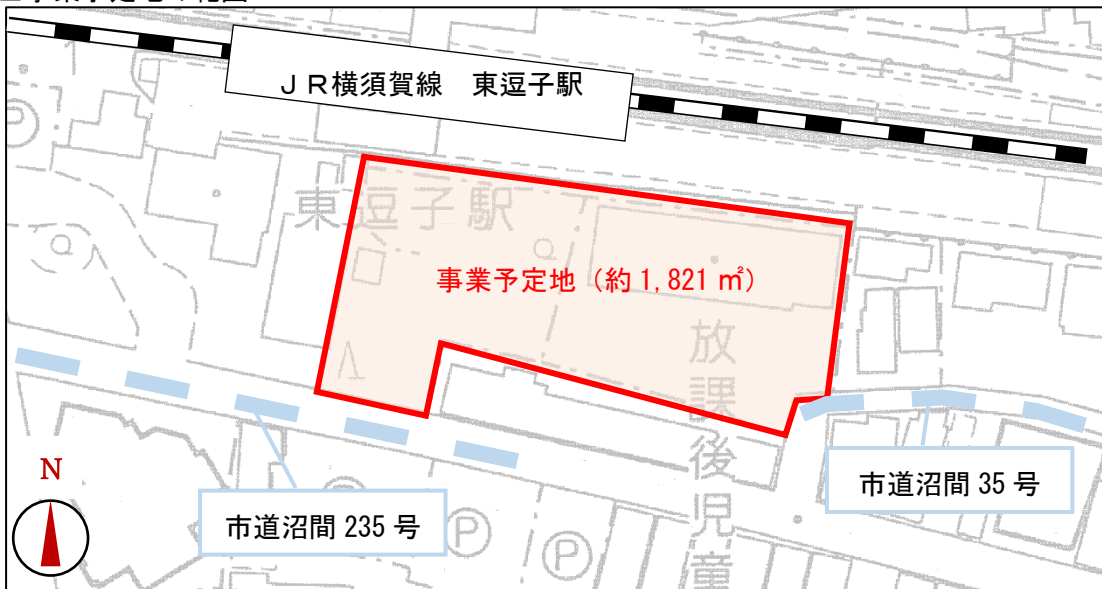 JR横須賀線 東逗子駅
東逗子駅
事業予定地（約 1,821 ㎡）
放課後児童
市道沼間 35 号
市道沼間 235 号
N
P
P
P